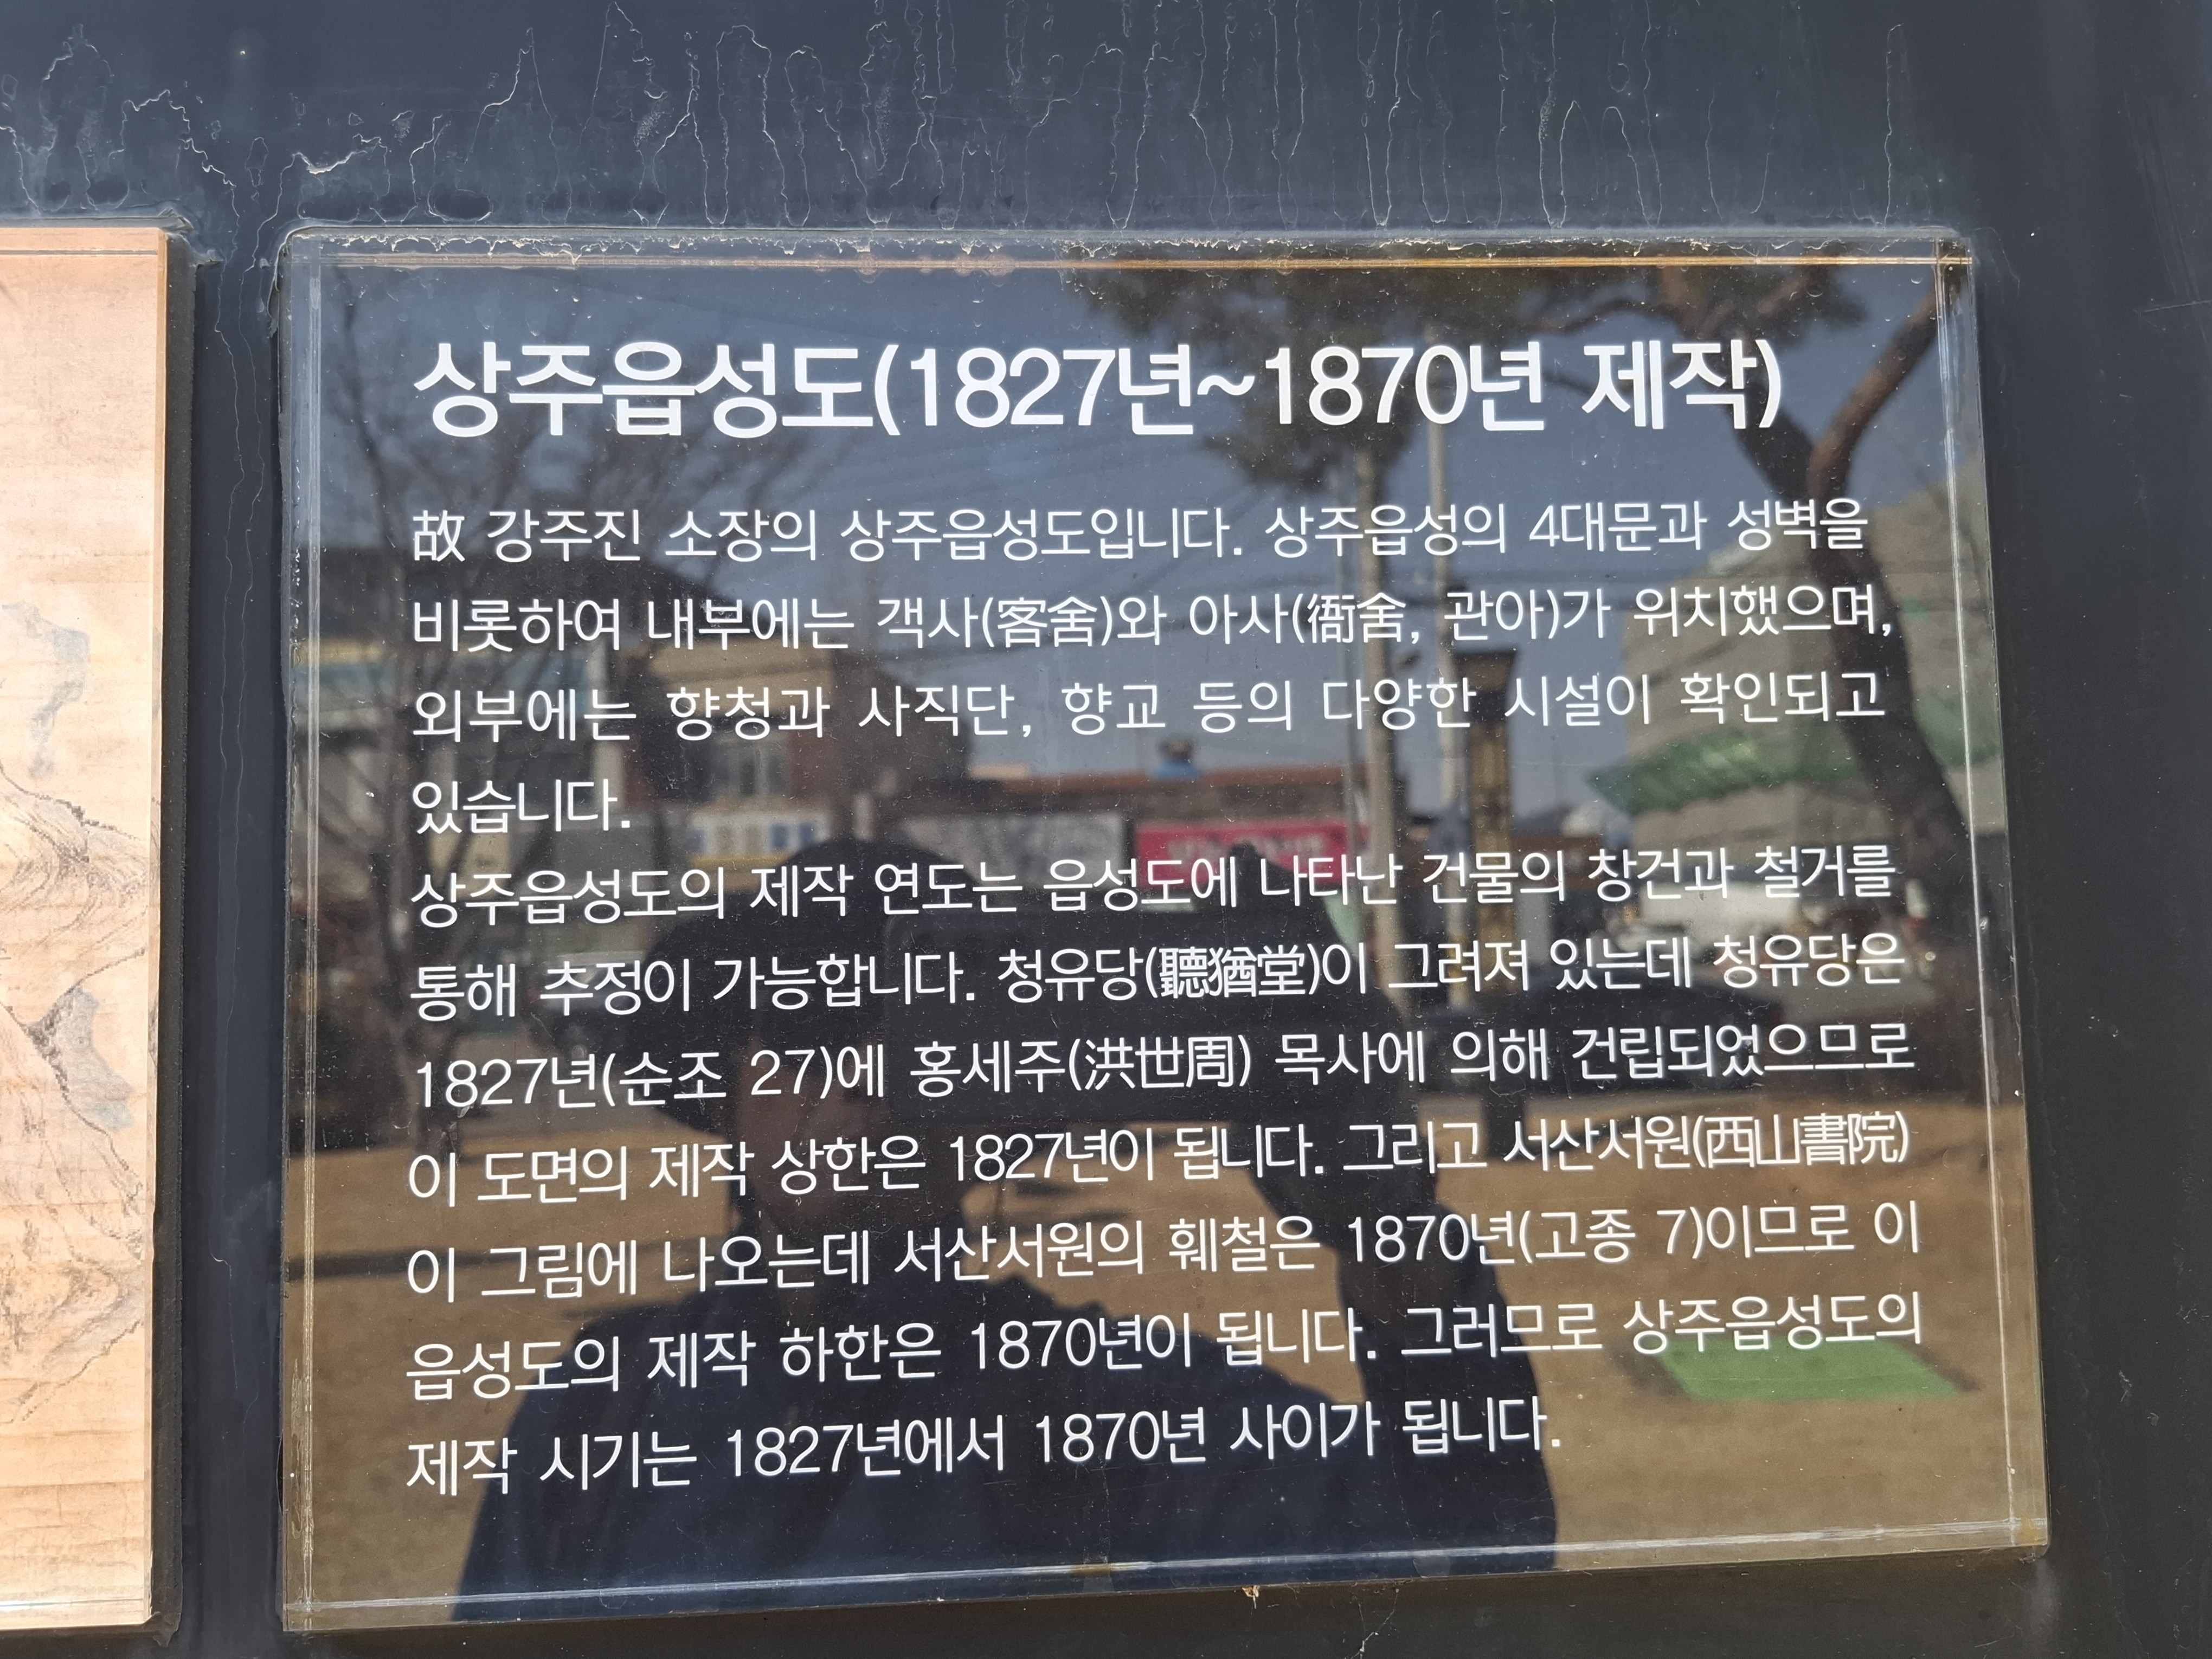 상주읍성도(1827년~1870년 제작)
故 강주진 소장의 상주읍성도입니다. 상주읍성의 4대문과 성벽을
비롯하여 내부에는 객사(客舍)와 아사(衙舍, 관아)가 위치했으며,
외부에는 향청과 사직단, 향교 등의 다양한 시설이 확인되고
있습니다.
상주읍성도의 제작 연도는 읍성도에 나타난 건물의 창건과 철거를
통해 추정이 가능합니다. 청유당(聽猶堂)이 그려져 있는데 청유당은
1827년(순조 27)에 홍세주(洪世周) 목사에 의해 건립되었으므로
이 도면의 제작 상한은 1827년이 됩니다. 그리고 서산서원(西山書院)
이 그림에 나오는데 서산서원의 훼철은 1870년(고종 7)이므로 이
읍성도의 제작 하한은 1870년이 됩니다. 그러므로 상주읍성도의
제작 시기는 1827년에서 1870년 사이가 됩니다.